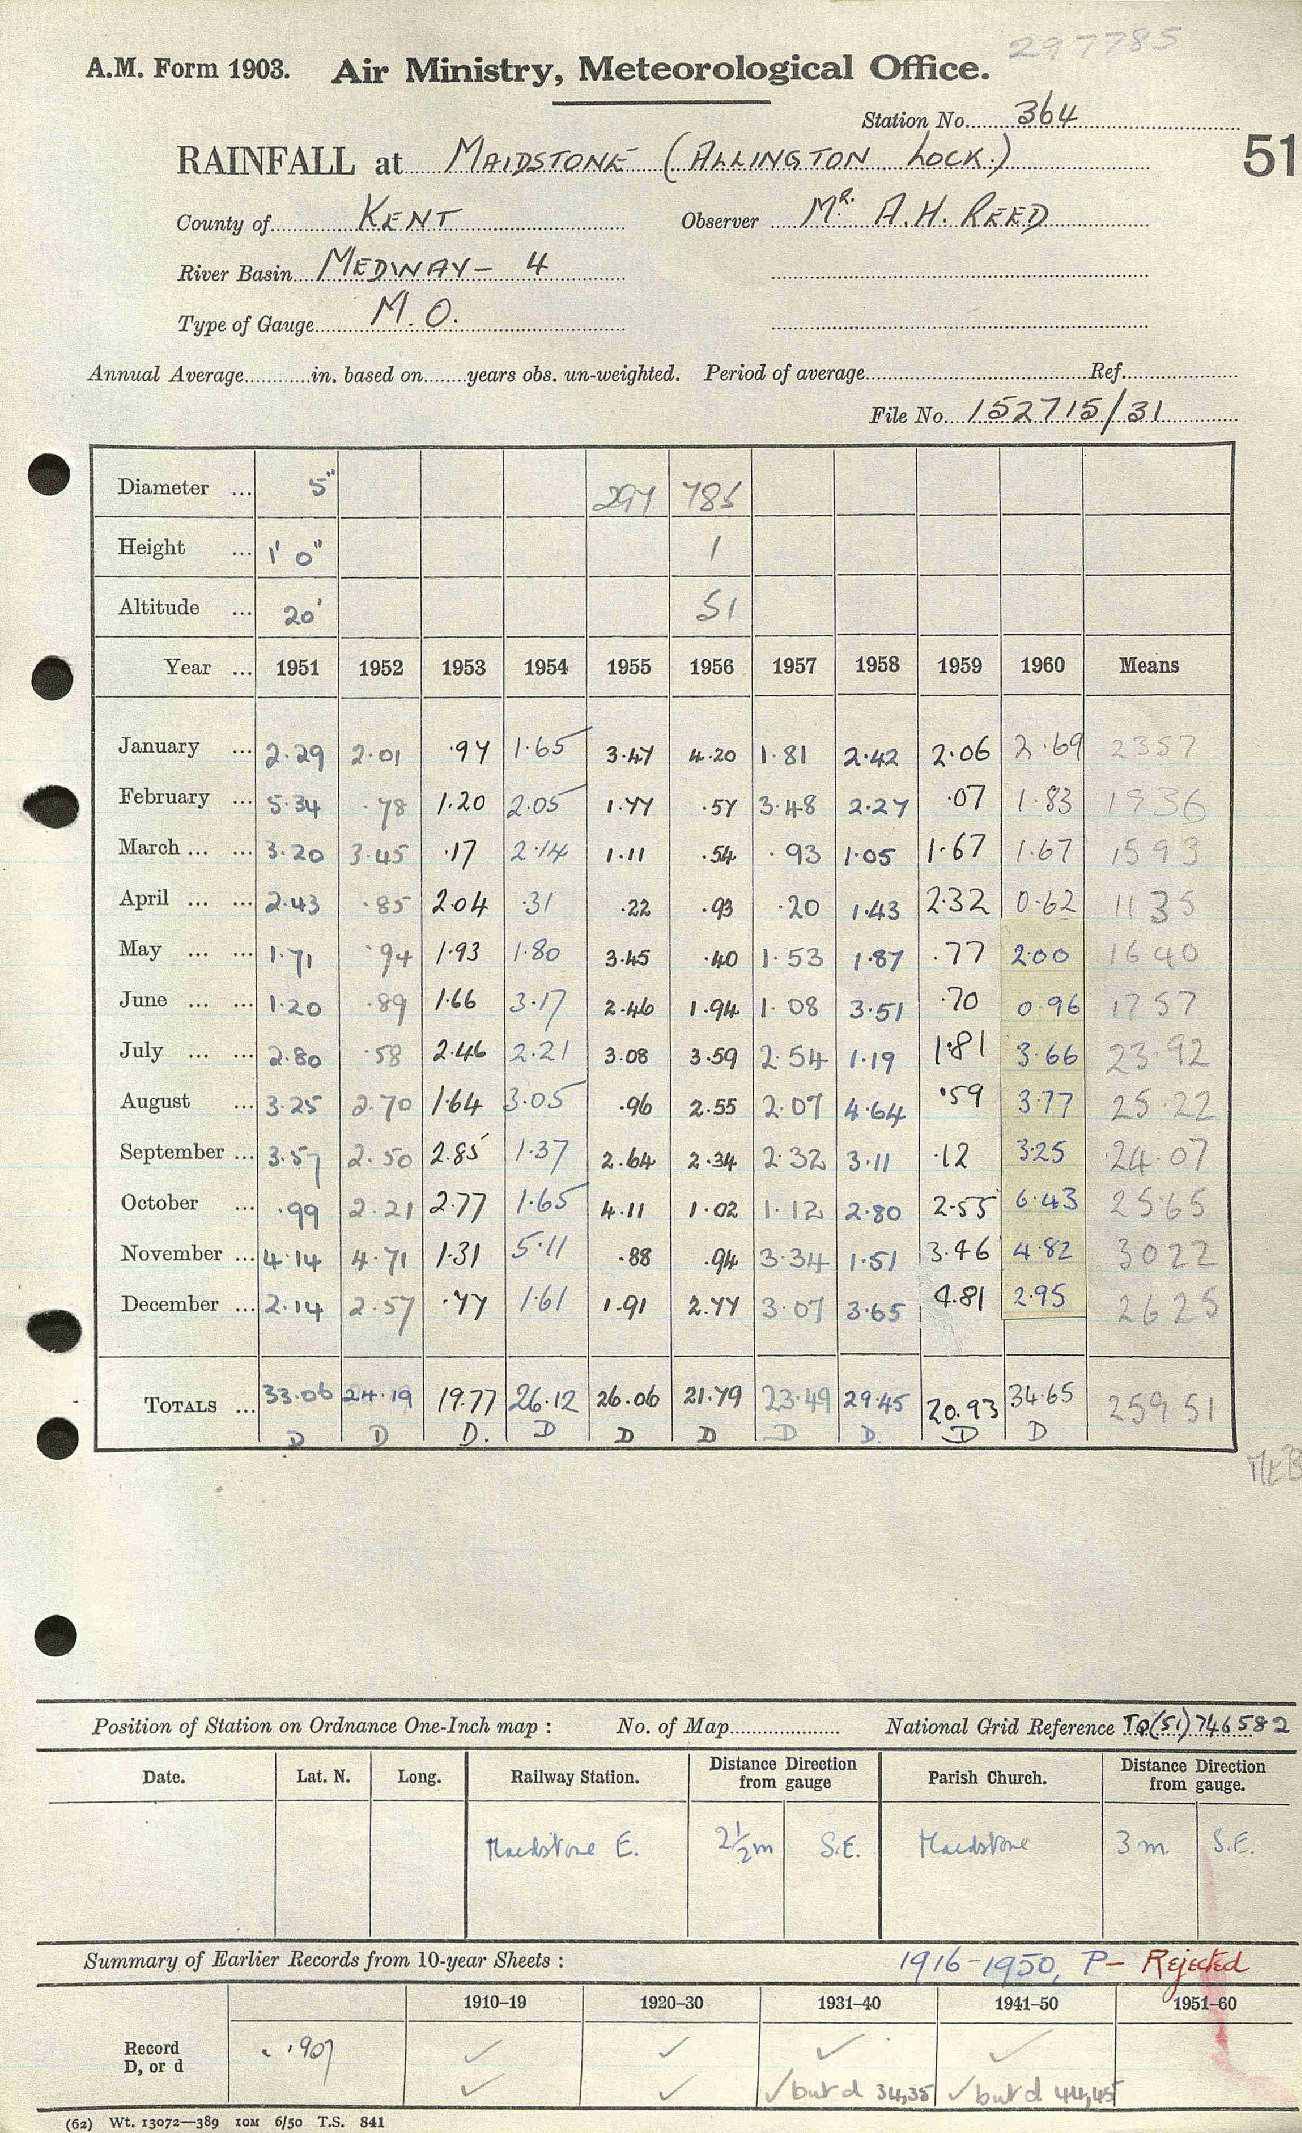 297785
A.M. Form 1903. Air Ministry, Meteorological Office.
Station No. 364
RAINFALL at MAIDSTONE (ALLINGTON LOCK.) 51
County of KENT Observer MR. A.H. REED
River Basin MEDWAY - 4
Type of Gauge M.O.
Annual Average in. based on years obs. un-weighted. Period of average Ref.
File No. 152715/31
Diameter ... 5" 297 785
Height ... 1' 0" 1
Altitude ... 20' 51
Year ... 1951 1952 1953 1954 1955 1956 1957 1958 1959 1960 Means
January ... 2.29 2.01 .97 1.65 3.47 4.20 1.81 2.42 2.06 2.69 2357
February ... 5.34 .78 1.20 2.05 1.77 .57 3.48 2.27 .07 1.83 1936
March ... ... 3.20 3.45 .17 2.14 1.11 .54 .93 1.05 1.67 1.67 1593
April ... ... 2.43 .85 2.04 .31 .22 .93 .20 1.43 2.32 0.62 1135
May ... ... 1.71 .94 1.93 1.80 3.45 .40 1.53 1.87 .77 2.00 1640
June ... ... 1.20 .89 1.66 3.17 2.46 1.94 1.08 3.51 .70 0.96 1757
July ... ... 2.80 .58 2.46 2.21 3.08 3.59 2.54 1.19 1.81 3.66 23.92
August ... 3.25 2.70 1.64 3.05 .96 2.55 2.07 4.64 .59 3.77 25.22
September ... 3.57 2.50 2.85 1.37 2.64 2.34 2.32 3.11 .12 3.25 24.07
October ... .99 2.21 2.77 1.65 4.11 1.02 1.12 2.80 2.55 6.43 2565
November ... 4.14 4.71 1.31 5.11 .88 .94 3.34 1.51 3.46 4.82 3022
December ... 2.14 2.57 .77 1.61 1.91 2.77 3.07 3.65 4.81 2.95 2625
TOTALS ... 33.06 24.19 19.77 26.12 26.06 21.79 23.49 29.45 20.93 34.65 259 51
D D D. D D D D D. D D
Position of Station on Ordnance One-Inch map : No. of Map National Grid Reference TQ(51)746582
Date. Lat. N. Long. Railway Station. Distance Direction from gauge Parish Church. Distance Direction from gauge.
Maidstone E. 2½m S.E. Maidstone 3 m. S.E.
Summary of Earlier Records from 10-year Sheets : 1916-1950, P - Rejected
1910–19 1920–30 1931–40 1941–50 1951–60
Record D, or d 1907 ✓ ✓ ✓ ✓
✓ ✓ ✓ but d 34,35 ✓ but d 44,45
(62) Wt. 13072—389 10M 6/50 T.S. 841